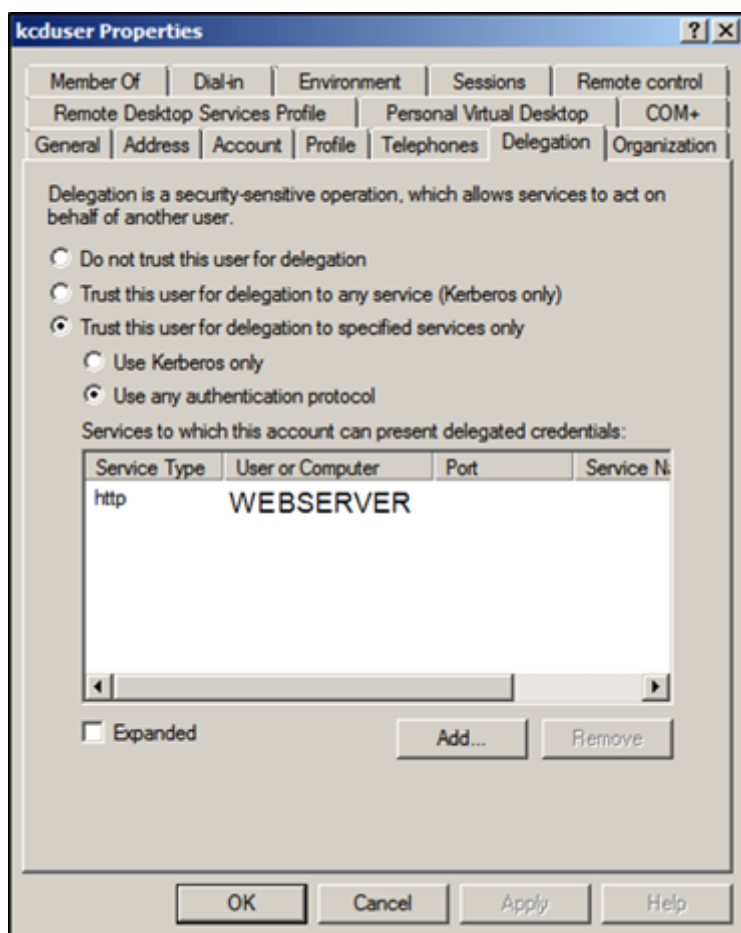 kcduser Properties
Member Of Dial-in Environment Sessions Remote control
Remote Desktop Services Profile Personal Virtual Desktop COM+
General Address Account Profile Telephones Delegation Organization
Delegation is a security-sensitive operation, which allows services to act on
behalf of another user.
Do not trust this user for delegation
Trust this user for delegation to any service (Kerberos only)
Trust this user for delegation to specified services only
Use Kerberos only
Use any authentication protocol
Services to which this account can present delegated credentials:
Service Type User or Computer Port Service Na
http WEBSERVER
Expanded Add... Remove
OK Cancel Apply Help